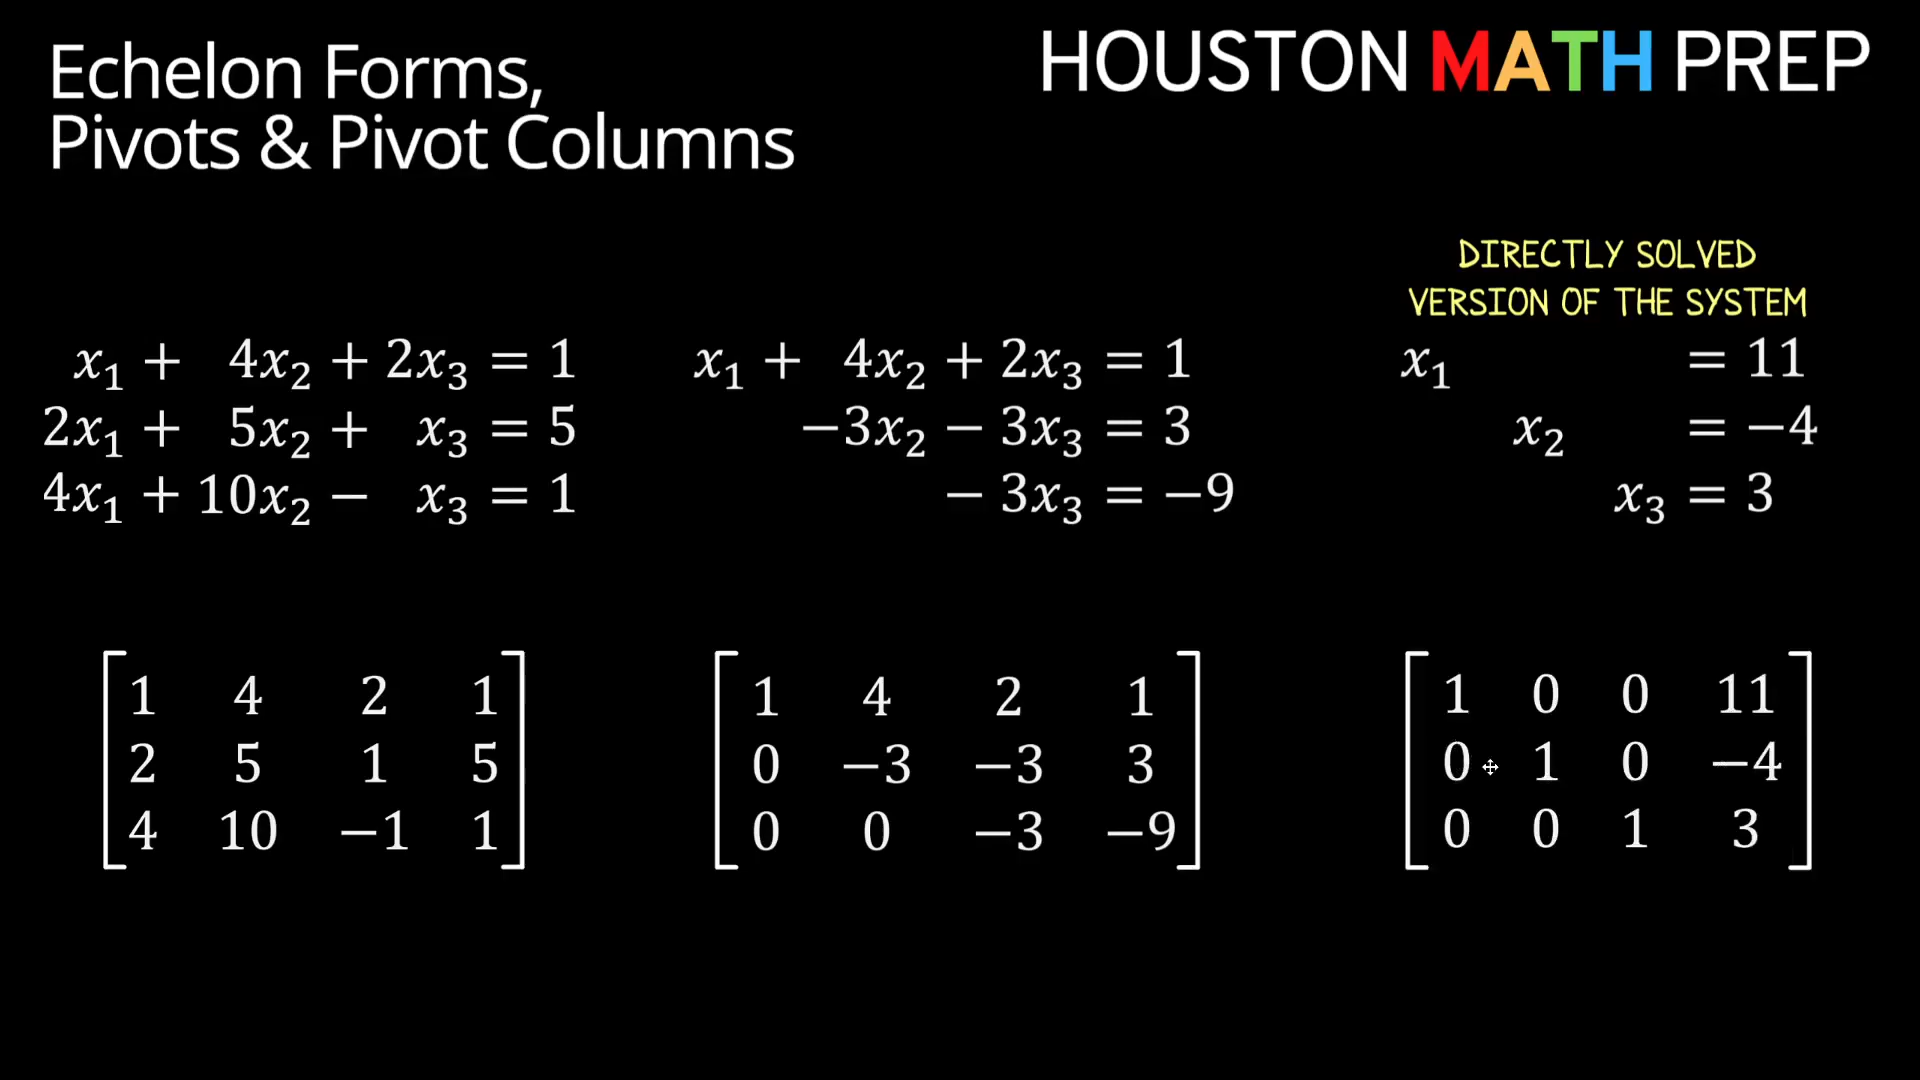 Echelon Forms,
Pivots & Pivot Columns
HOUSTON MATH PREP
x₁ + 4x₂ + 2x₃ = 1
2x₁ + 5x₂ + x₃ = 5
4x₁ + 10x₂ − x₃ = 1
x₁ + 4x₂ + 2x₃ = 1
−3x₂ − 3x₃ = 3
− 3x₃ = −9
DIRECTLY SOLVED
VERSION OF THE SYSTEM
x₁ = 11
x₂ = −4
x₃ = 3
1 4 2 1
2 5 1 5
4 10 −1 1
1 4 2 1
0 −3 −3 3
0 0 −3 −9
1 0 0 11
0 1 0 −4
0 0 1 3